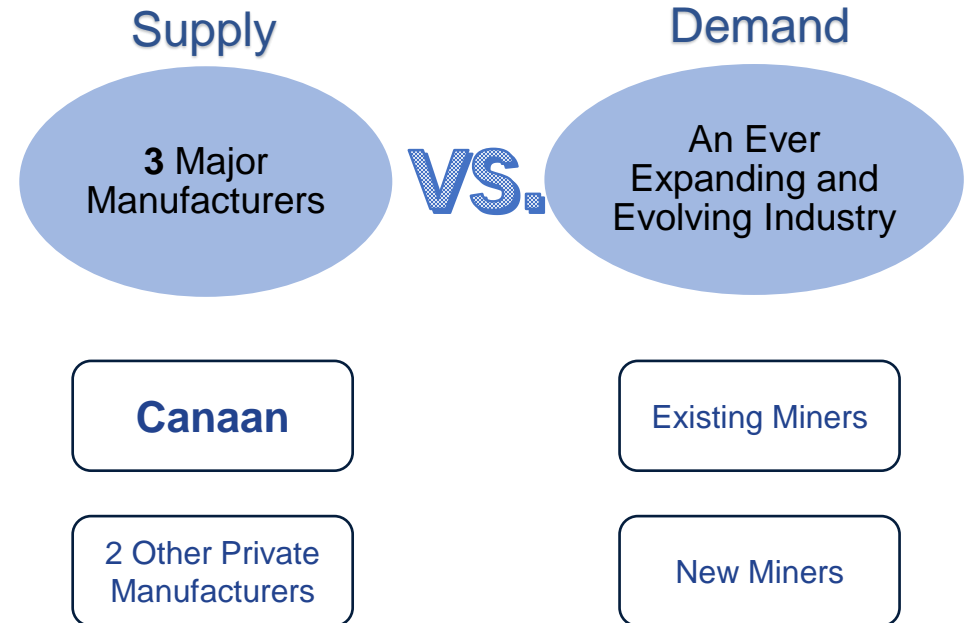 Supply
Demand
3 Major
Manufacturers
VS.
An Ever
Expanding and
Evolving Industry
Canaan
Existing Miners
2 Other Private
Manufacturers
New Miners